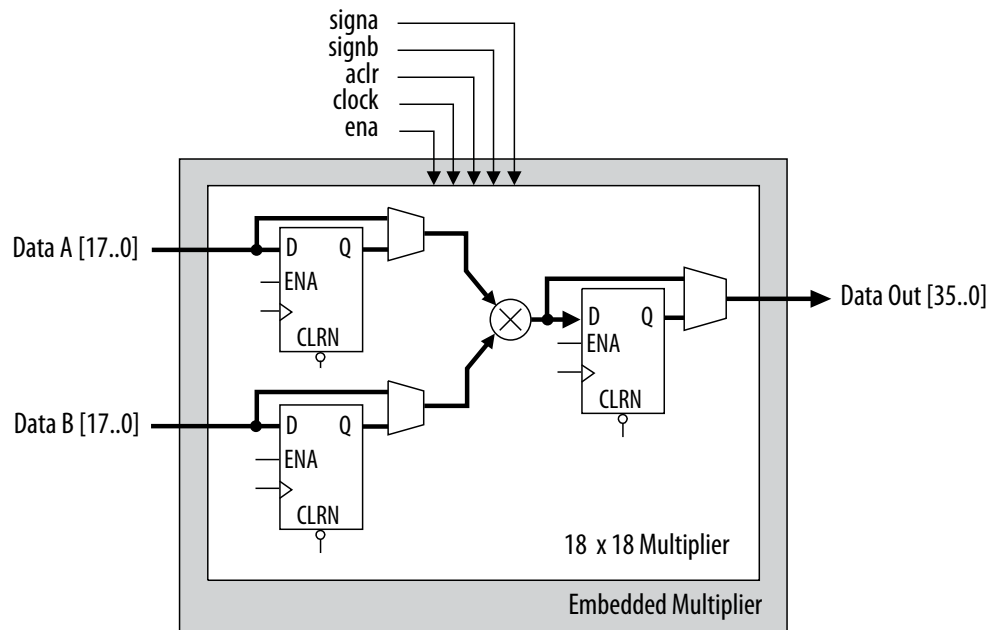 signa
signb
aclr
clock
ena
Data A [17..0]
D Q
ENA
CLRN
Data Out [35..0]
D Q
ENA
CLRN
Data B [17..0]
D Q
ENA
CLRN
18 x 18 Multiplier
Embedded Multiplier